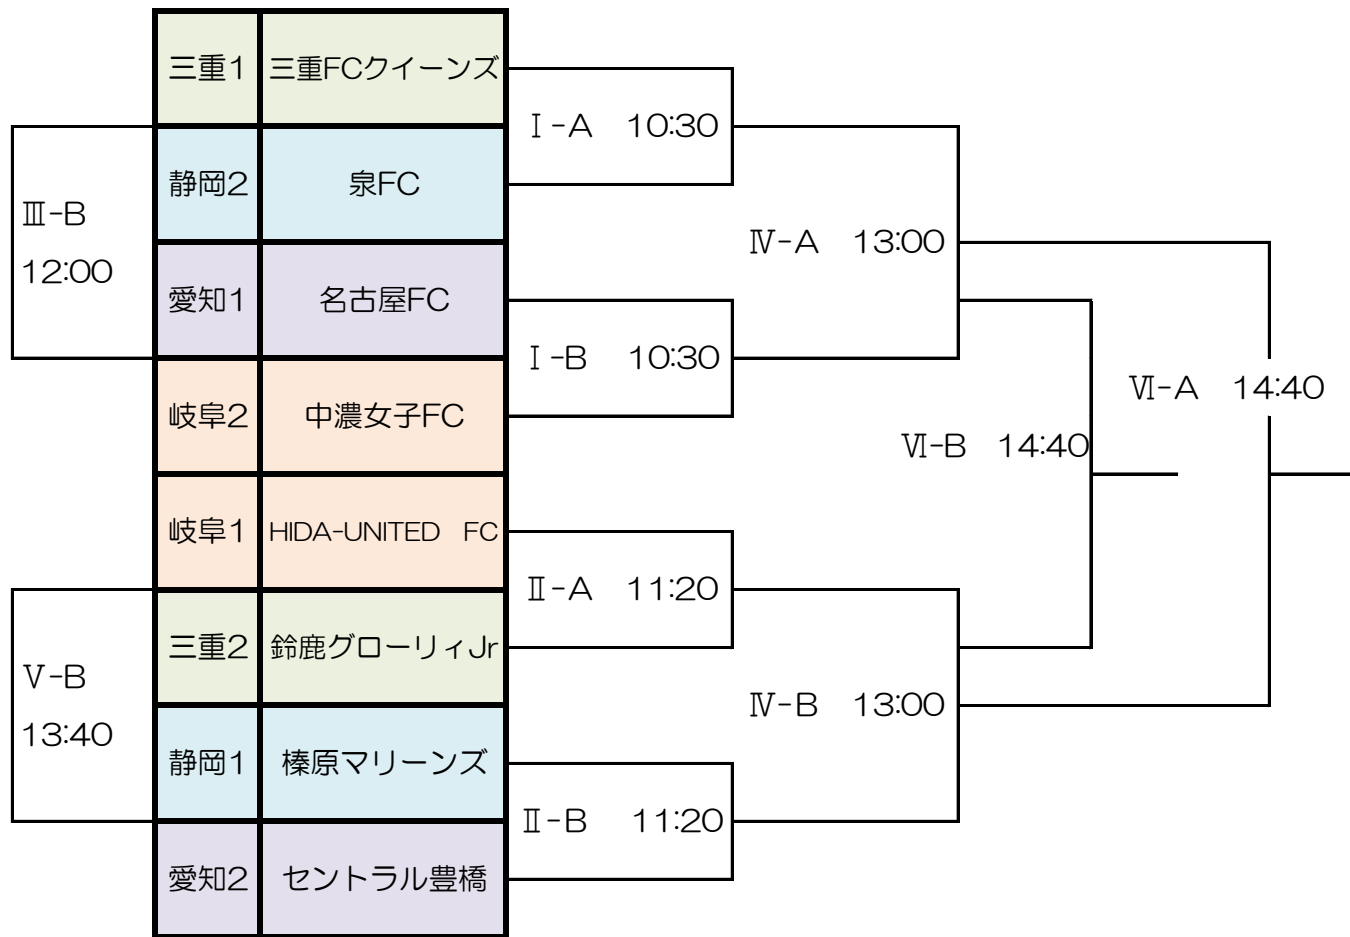 三重1 三重FCクイーンズ
Ⅰ-A 10:30
静岡2 泉FC
Ⅲ-B
12:00
Ⅳ-A 13:00
愛知1 名古屋FC
Ⅰ-B 10:30
岐阜2 中濃女子FC
Ⅵ-A 14:40
Ⅵ-B 14:40
岐阜1 HIDA-UNITED FC
Ⅱ-A 11:20
三重2 鈴鹿グローリィJr
Ⅴ-B
13:40
Ⅳ-B 13:00
静岡1 榛原マリーンズ
Ⅱ-B 11:20
愛知2 セントラル豊橋